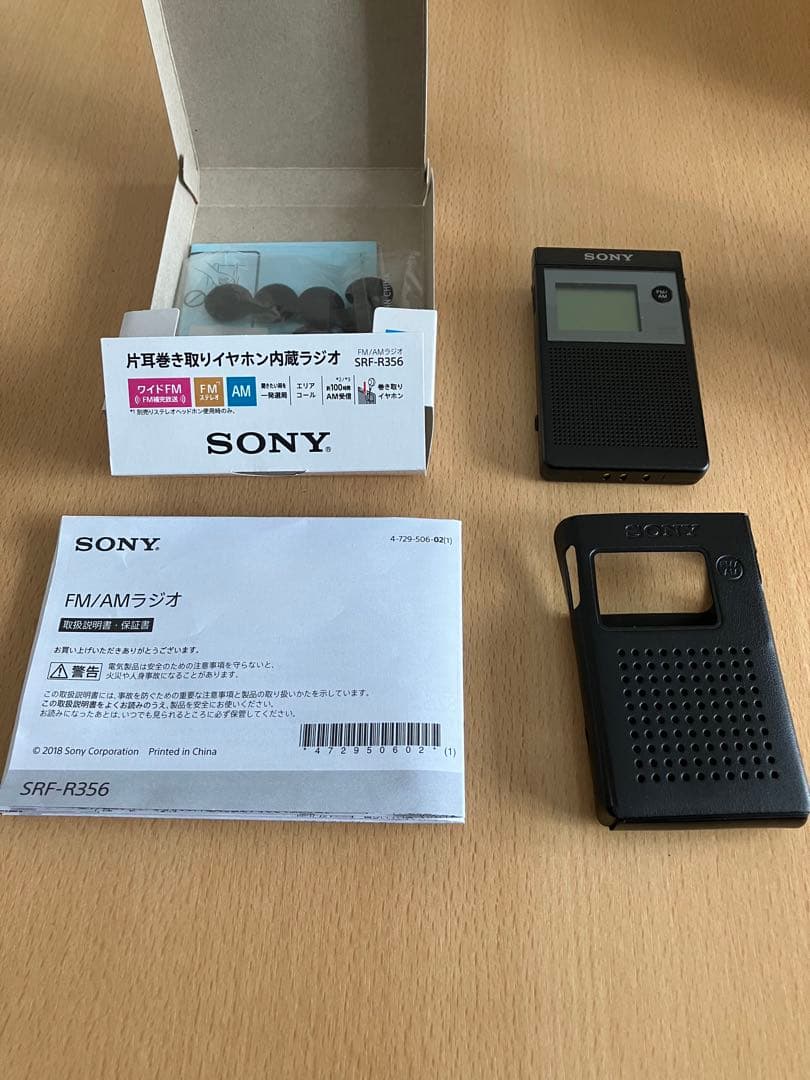 片耳巻き取りイヤホン内蔵ラジオ
FM/AMラジオ
SRF-R356
ワイドFM
FM補完放送
FM
ステレオ
*1
AM
聞きたい局を
一発選局
エリア
コール
*2/*3
約100時間
AM受信
巻き取り
イヤホン
*1 別売りステレオヘッドホン使用時のみ。
SONY®
SONY
FM/AM
SONY
FM/AM
SONY®
4-729-506-02(1)
FM/AMラジオ
取扱説明書・保証書
お買い上げいただきありがとうございます。
警告
電気製品は安全のための注意事項を守らないと、
火災や人身事故になることがあります。
この取扱説明書には、事故を防ぐための重要な注意事項と製品の取り扱いかたを示しています。
この取扱説明書をよくお読みのうえ、製品を安全にお使いください。
お読みになったあとは、いつでも見られるところに必ず保管してください。
*472950602* (1)
© 2018 Sony Corporation Printed in China
SRF-R356